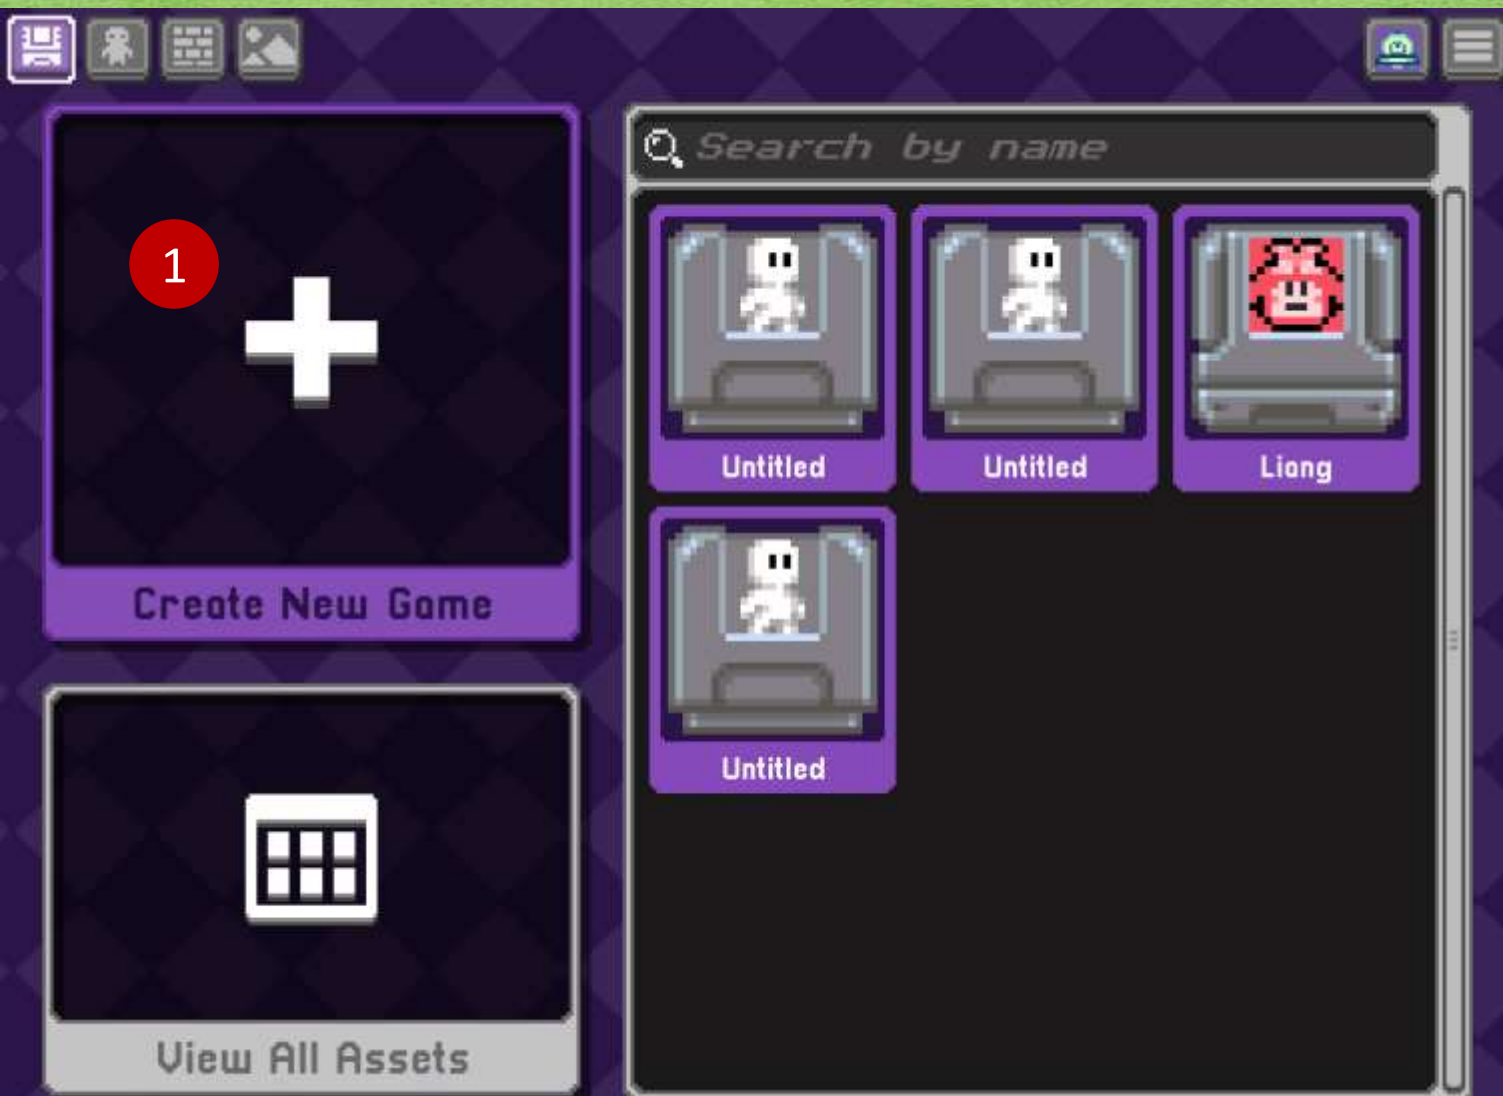 1
Search by name
Untitled
Untitled
Liang
Create New Game
Untitled
View All Assets